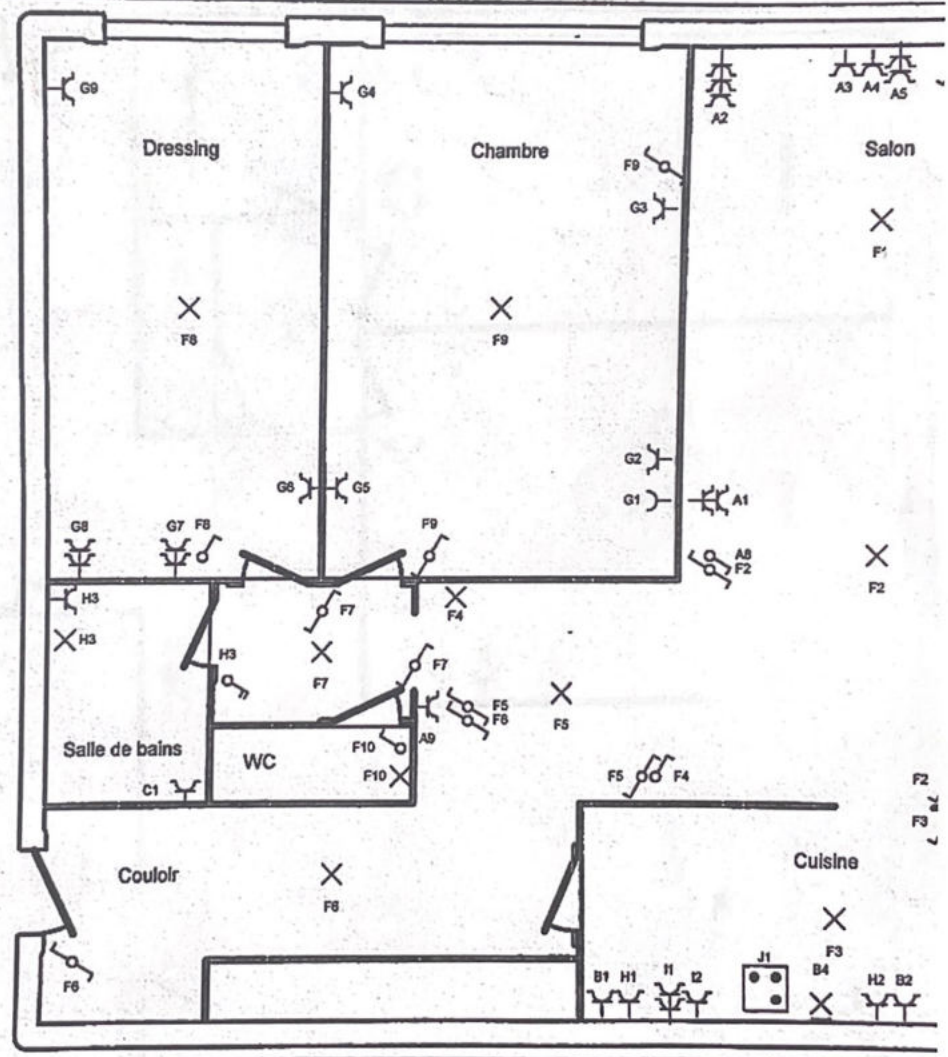 G9
G4
A2
A3 A4 A5
Dressing
Chambre
Salon
F9
G3
F1
F8
F9
G2
G6
G5
G1
A1
G8
G7
F8
F9
A8
F2
F2
H3
F7
F4
H3
H3
F7
F7
F5
F6
F5
A9
Salle de bains
WC
F10
F10
C1
F5
F4
F2
F3
Couloir
Cuisine
F6
F3
F6
B1 H1 I1 I2
J1
B4
H2 B2